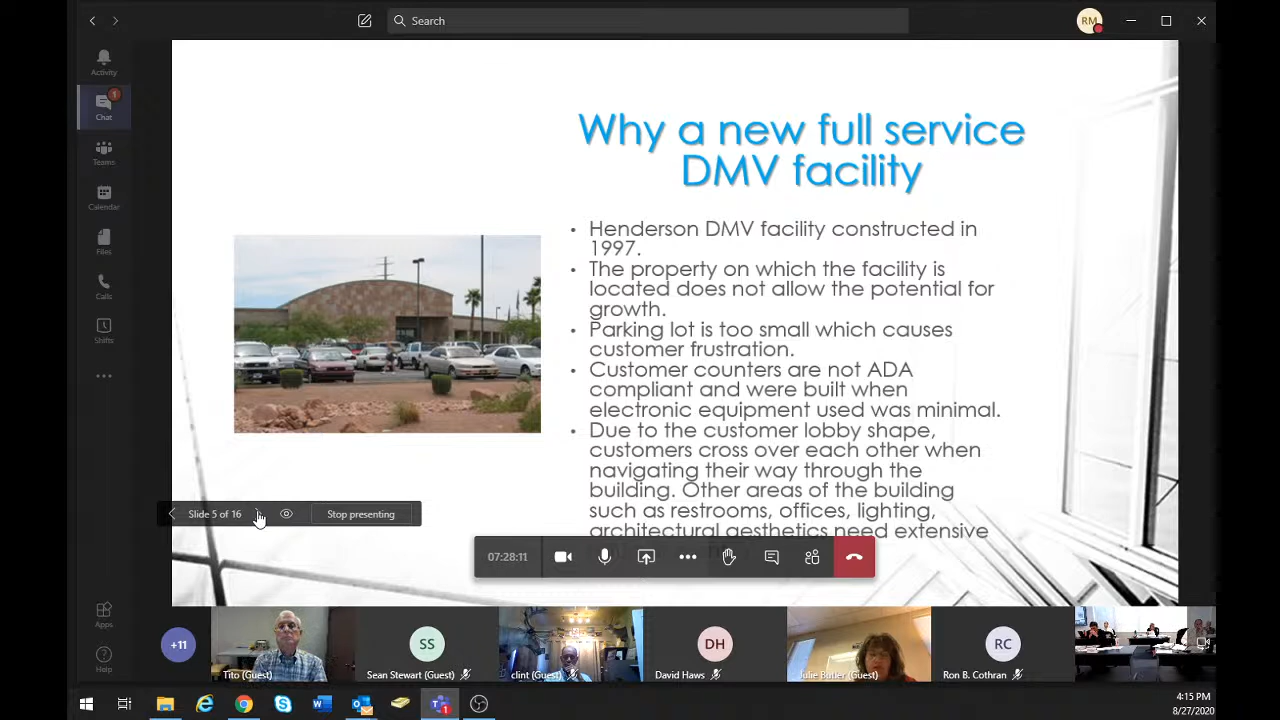 Search
RM
Activity
1
Chat
Teams
Calendar
Files
Calls
Shifts
Apps
Help
Why a new full service
DMV facility
• Henderson DMV facility constructed in
1997.
• The property on which the facility is
located does not allow the potential for
growth.
• Parking lot is too small which causes
customer frustration.
• Customer counters are not ADA
compliant and were built when
electronic equipment used was minimal.
• Due to the customer lobby shape,
customers cross over each other when
navigating their way through the
building. Other areas of the building
such as restrooms, offices, lighting,
architectural aesthetics need extensive
Slide 5 of 16
Stop presenting
07:28:11
+11
Tito (Guest)
SS
Sean Stewart (Guest)
clint (Guest)
DH
David Haws
Julie Butler (Guest)
RC
Ron B. Cothran
4:15 PM
8/27/2020